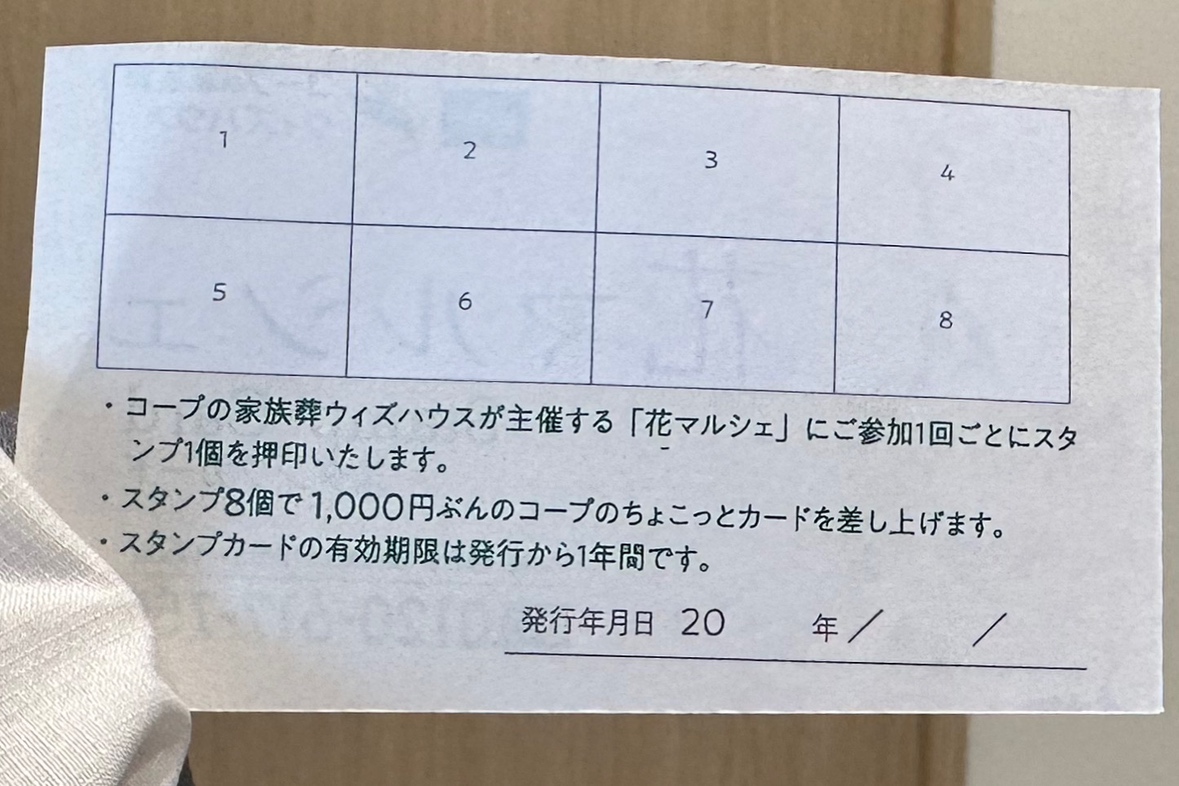 1 2 3 4
5 6 7 8
・コープの家族葬ウィズハウスが主催する「花マルシェ」にご参加1回ごとにスタ
ンプ1個を押印いたします。
・スタンプ8個で1,000円ぶんのコープのちょこっとカードを差し上げます。
・スタンプカードの有効期限は発行から1年間です。
発行年月日 20 年／ ／